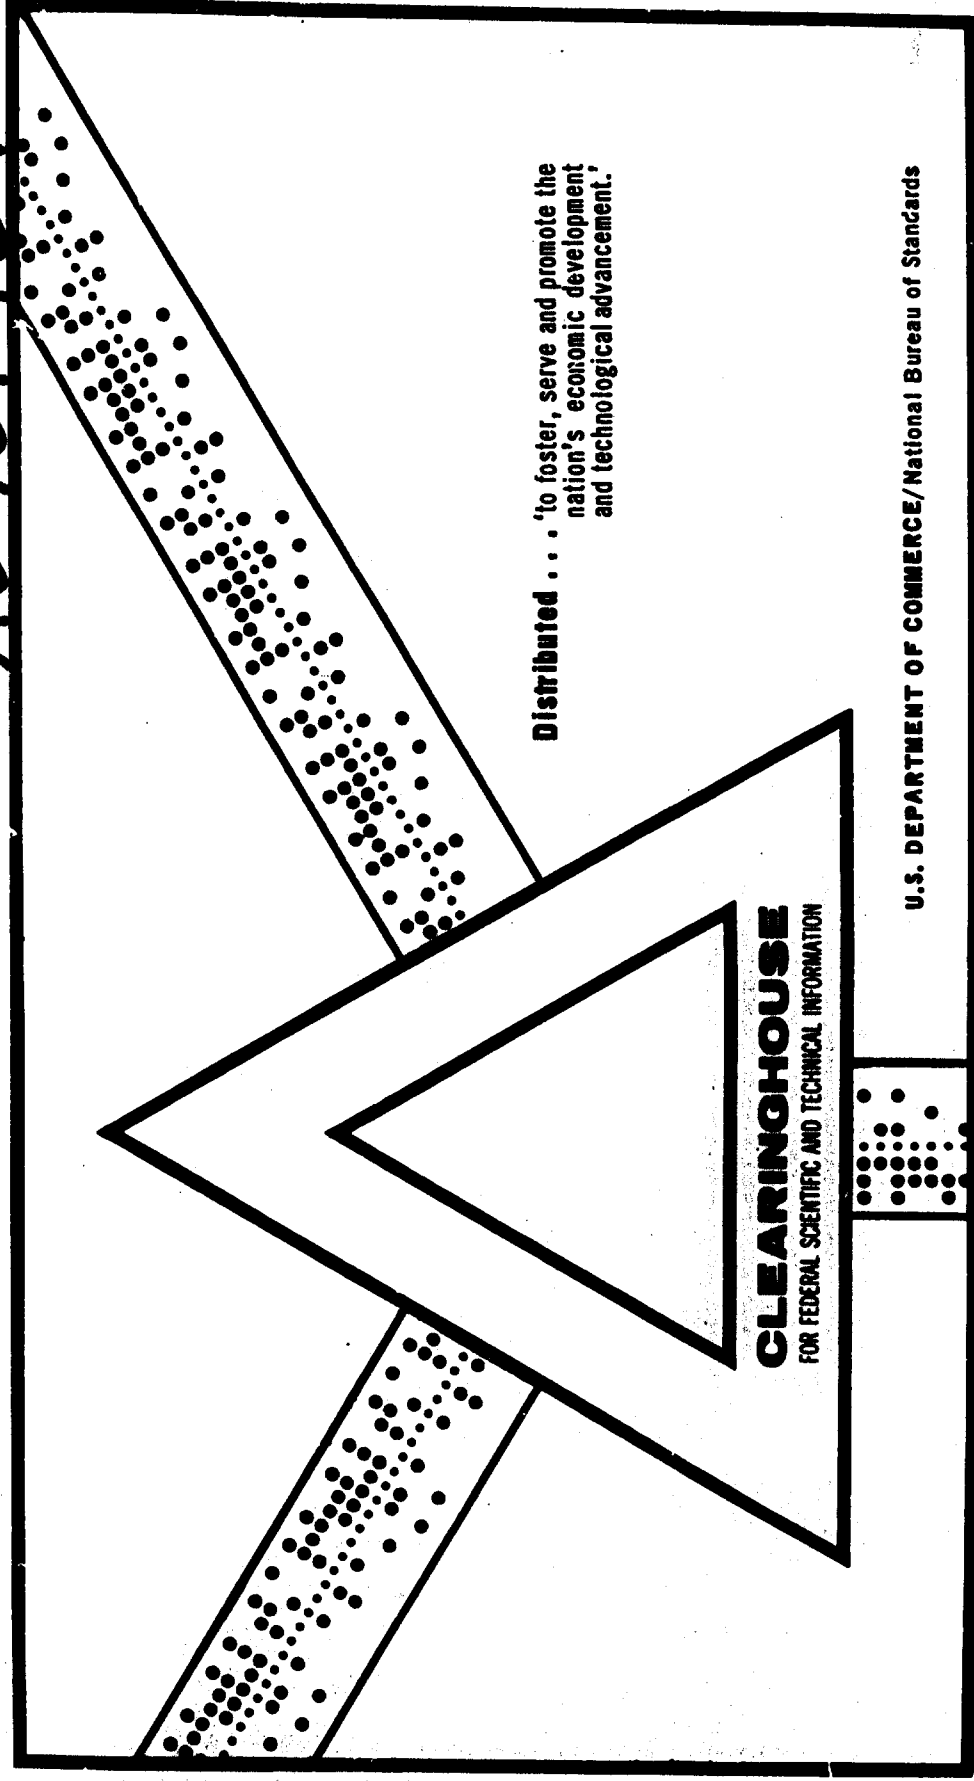 Distributed . . . 'to foster, serve and promote the
nation's economic development
and technological advancement.'
CLEARINGHOUSE
FOR FEDERAL SCIENTIFIC AND TECHNICAL INFORMATION
U.S. DEPARTMENT OF COMMERCE/National Bureau of Standards